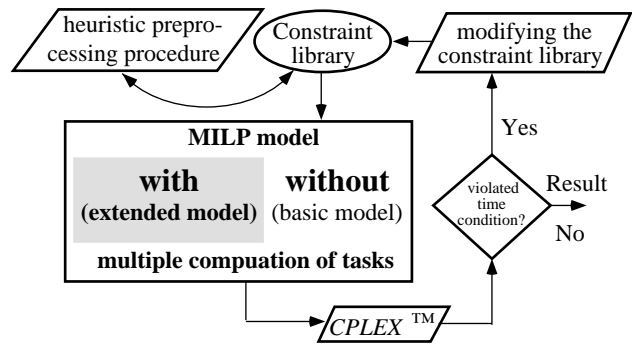 heuristic prepro-
cessing procedure
Constraint
library
modifying the
constraint library
MILP model
with
(extended model)
without
(basic model)
multiple compuation of tasks
CPLEX ™
violated
time
condition?
Yes
Result
No